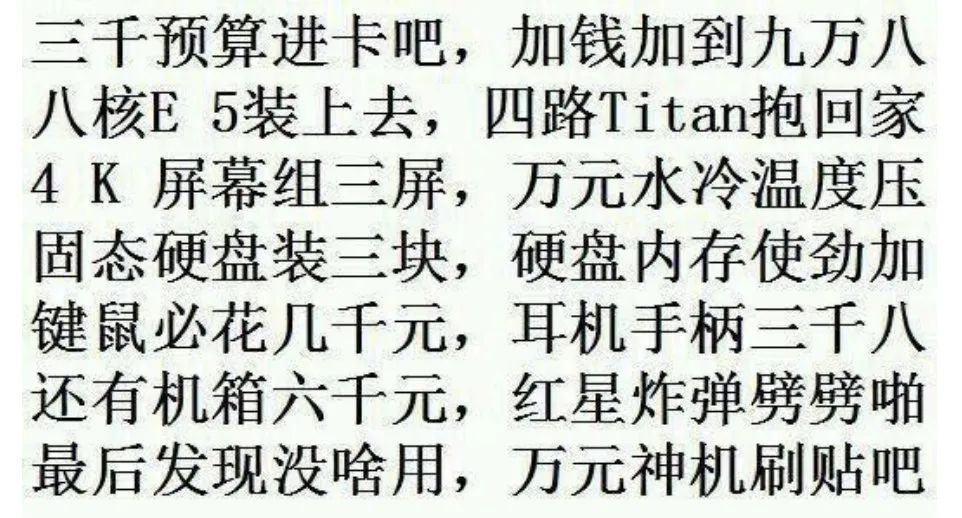 三千预算进卡吧，加钱加到九万八
八核E 5装上去，四路Titan抱回家
4 K 屏幕组三屏，万元水冷温度压
固态硬盘装三块，硬盘内存使劲加
键鼠必花几千元，耳机手柄三千八
还有机箱六千元，红星炸弹劈劈啪
最后发现没啥用，万元神机刷贴吧